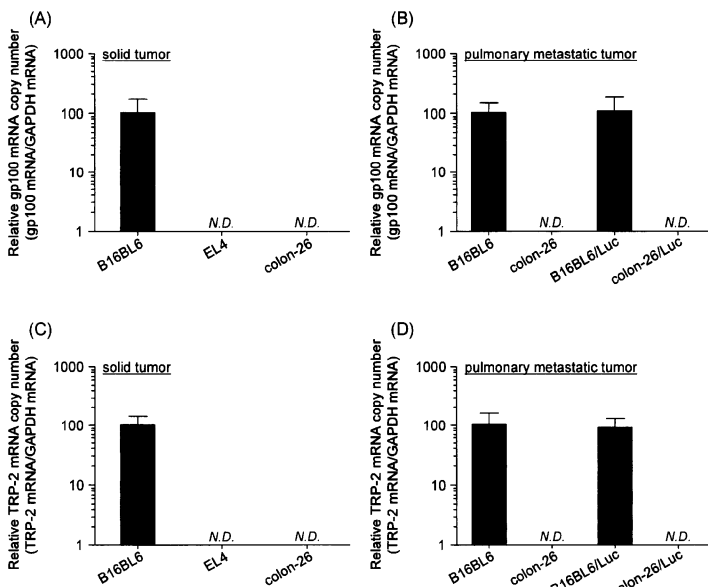 (A)
solid tumor
Relative gp100 mRNA copy number
(gp100 mRNA/GAPDH mRNA)
1000
100
10
1
N.D.
N.D.
B16BL6
EL4
colon-26
(B)
pulmonary metastatic tumor
Relative gp100 mRNA copy number
(gp100 mRNA/GAPDH mRNA)
1000
100
10
1
N.D.
N.D.
B16BL6
colon-26
B16BL6/Luc
colon-26/Luc
(C)
solid tumor
Relative TRP-2 mRNA copy number
(TRP-2 mRNA/GAPDH mRNA)
1000
100
10
1
N.D.
N.D.
B16BL6
EL4
colon-26
(D)
pulmonary metastatic tumor
Relative TRP-2 mRNA copy number
(TRP-2 mRNA/GAPDH mRNA)
1000
100
10
1
N.D.
N.D.
B16BL6
colon-26
B16BL6/Luc
colon-26/Luc